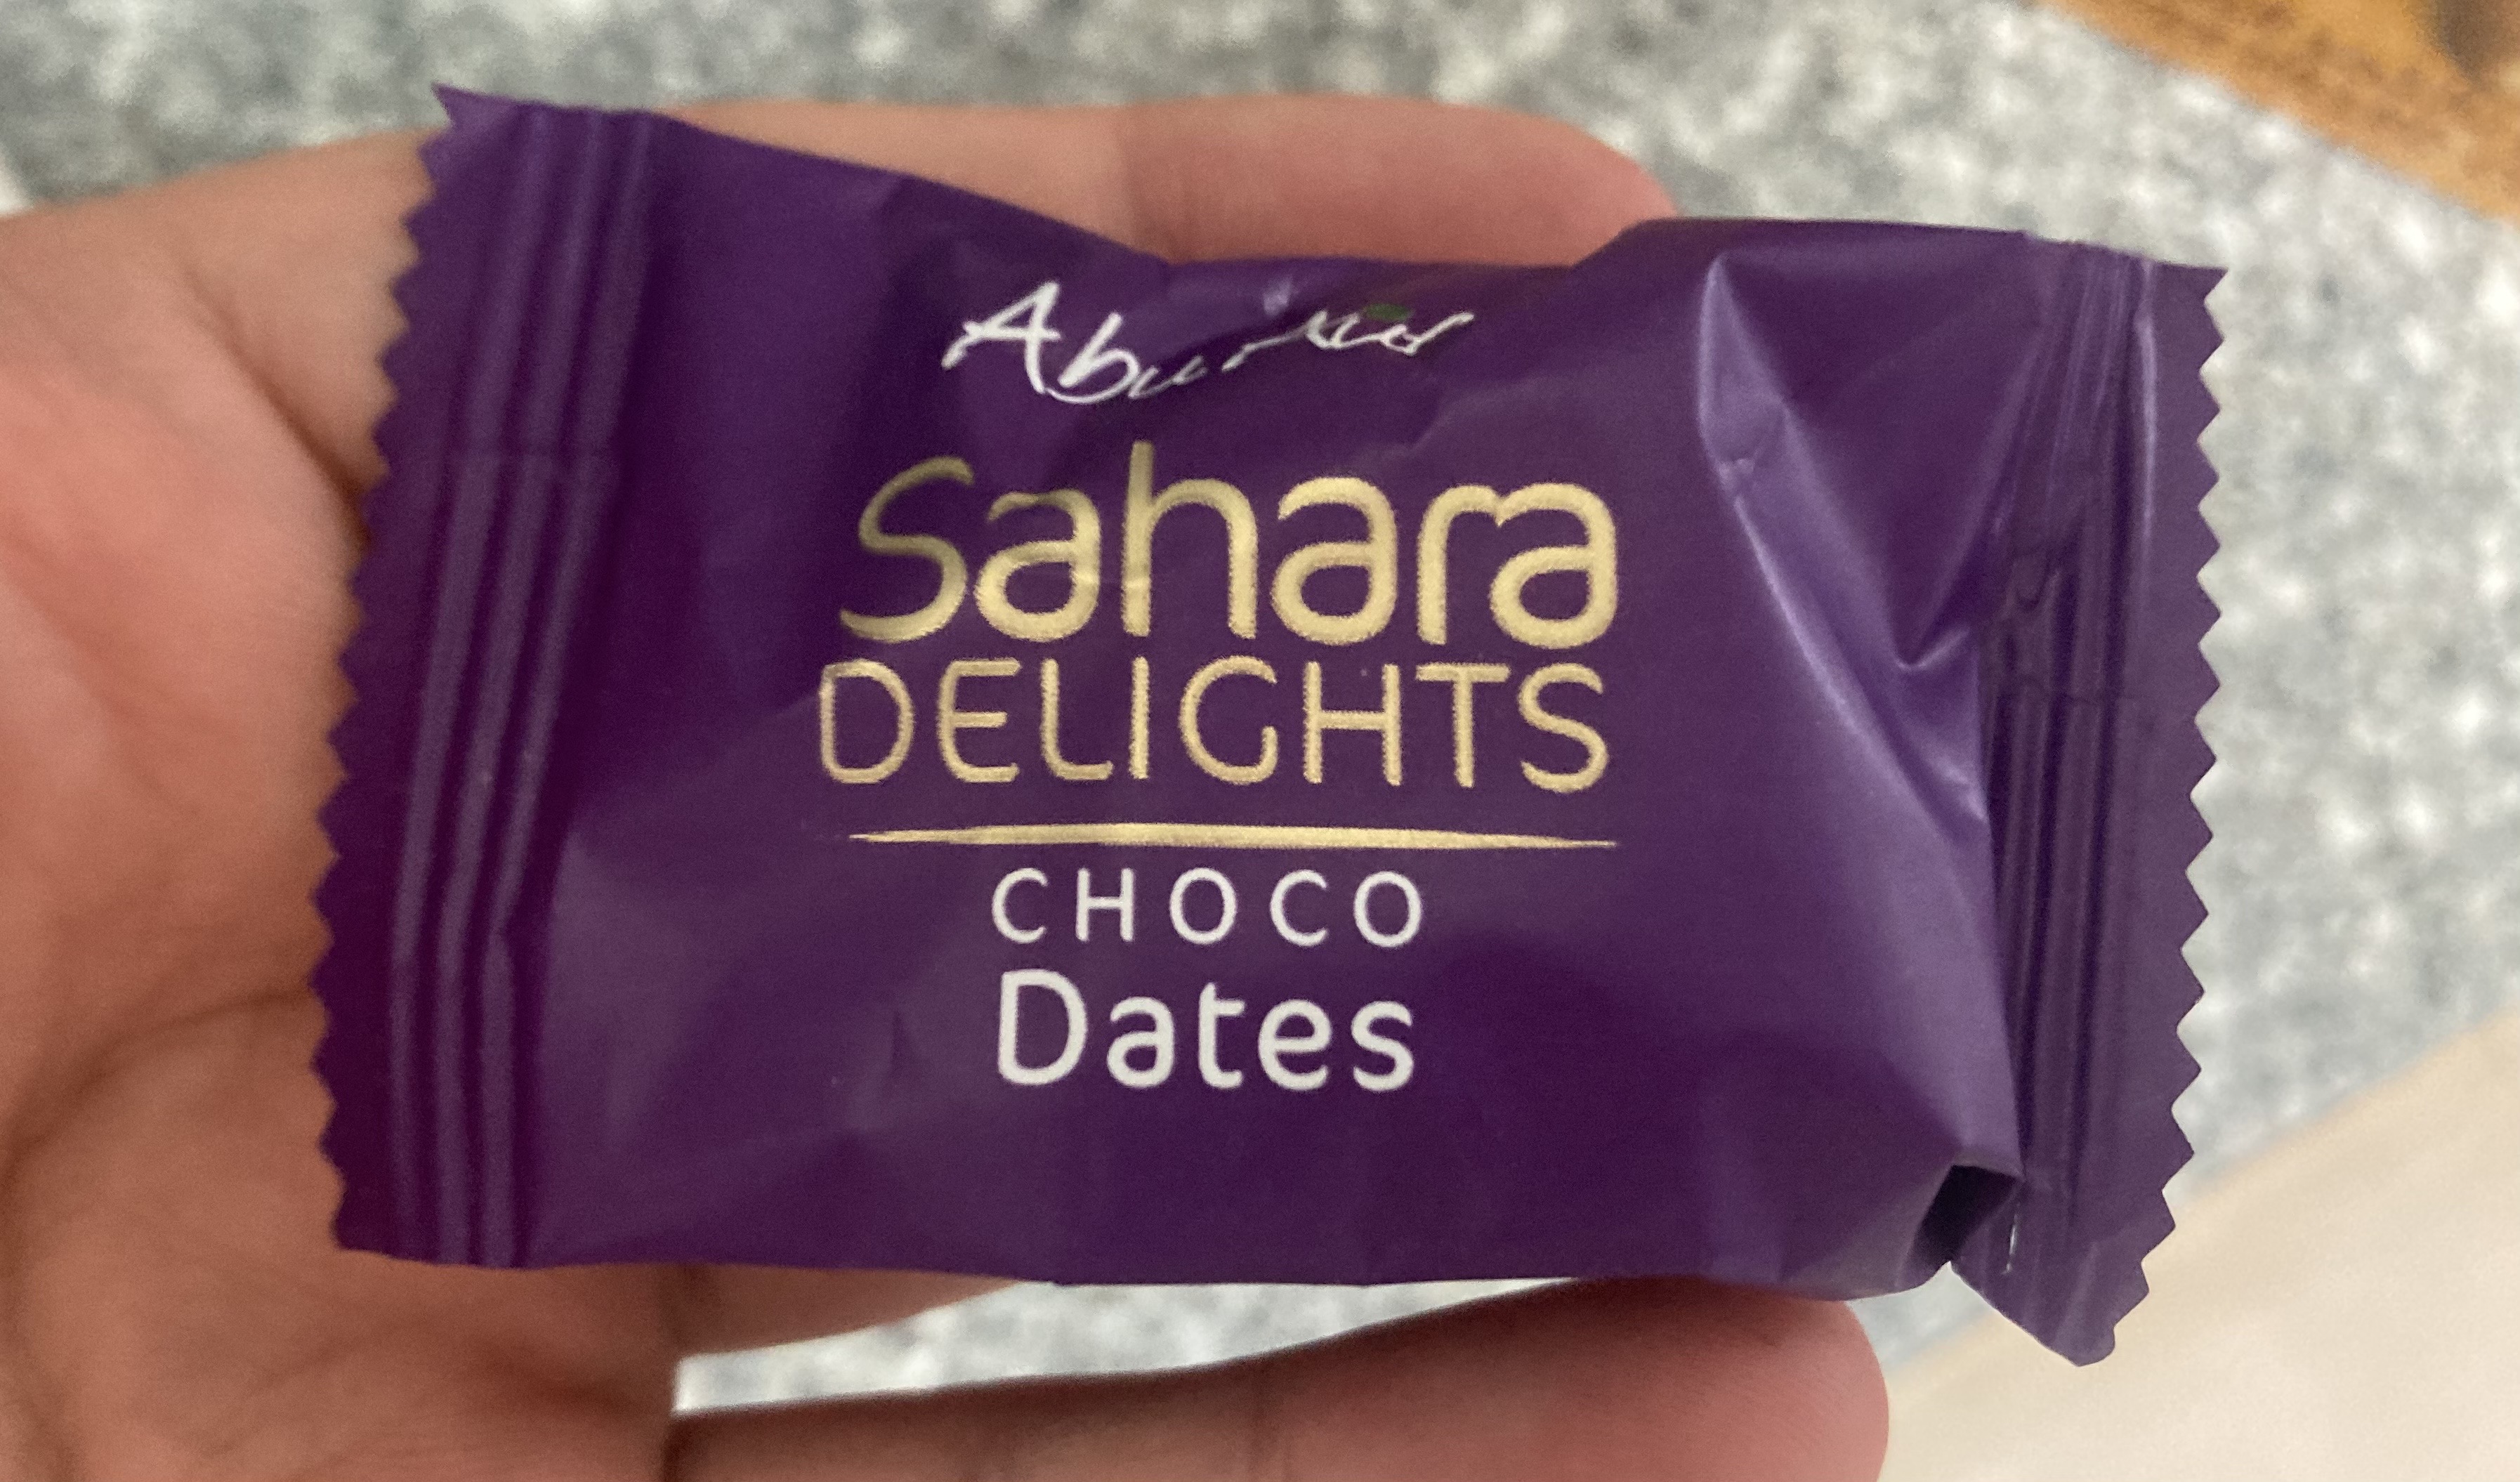 Sahara
DELIGHTS
CHOCO
Dates